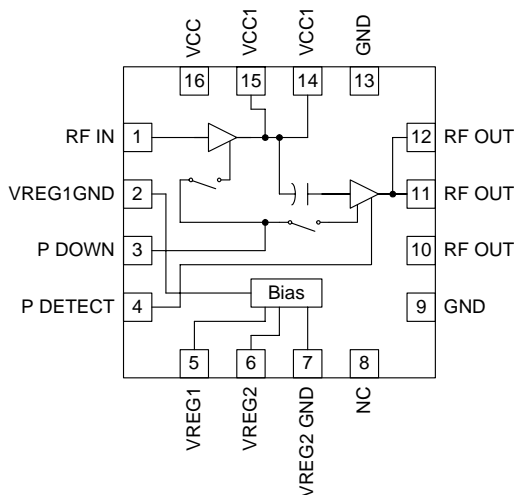 VCC
VCC1
VCC1
GND
16
15
14
13
RF IN
1
12
RF OUT
VREG1GND
2
11
RF OUT
P DOWN
3
10
RF OUT
P DETECT
4
9
GND
Bias
5
6
7
8
VREG1
VREG2
VREG2 GND
NC